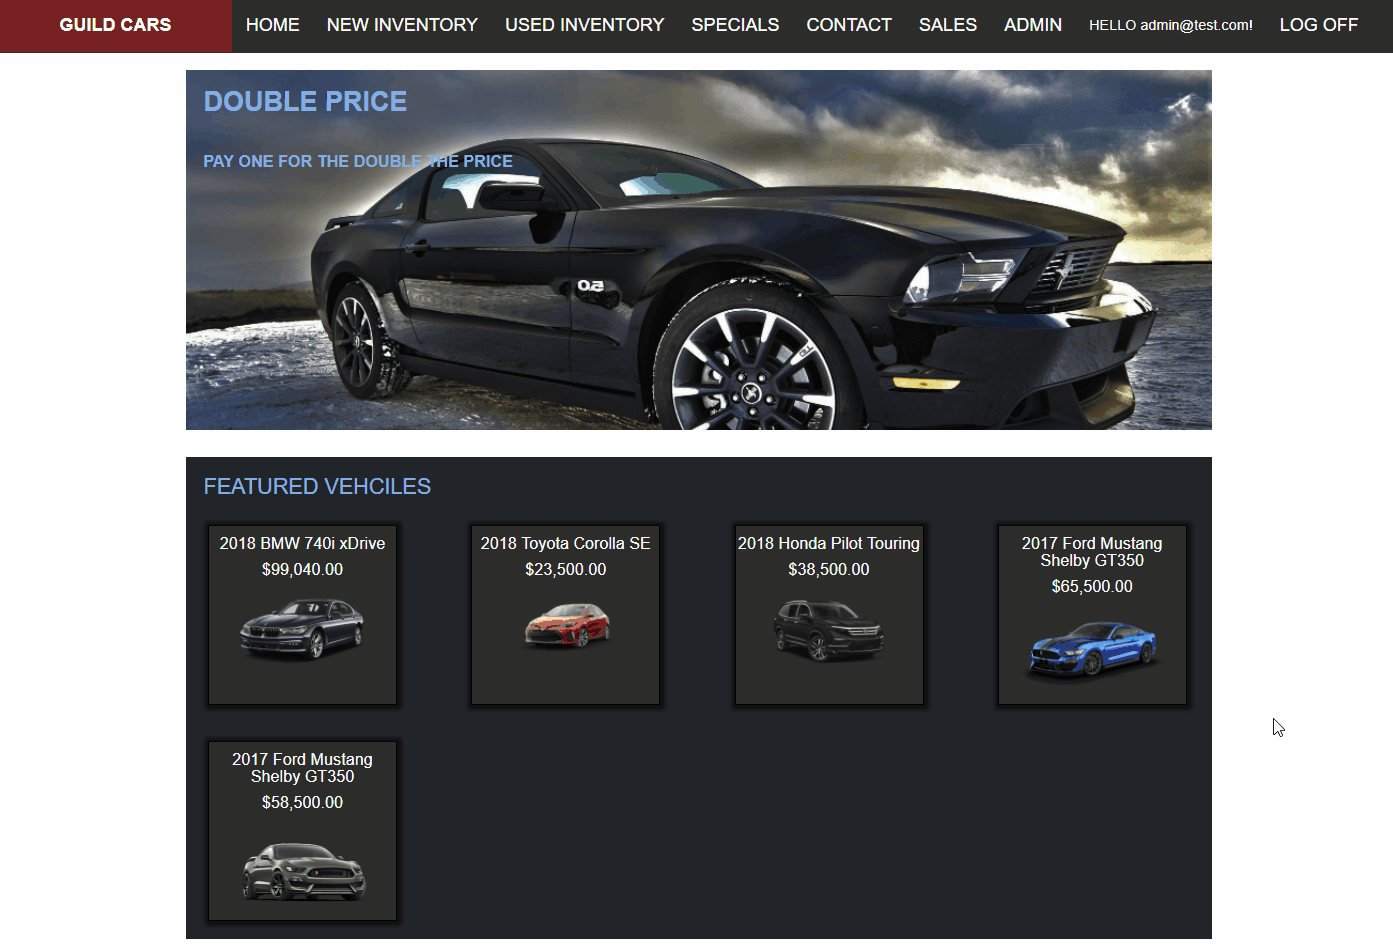 GUILD CARS HOME NEW INVENTORY USED INVENTORY SPECIALS CONTACT SALES ADMIN HELLO admin@test.com! LOG OFF
DOUBLE PRICE
PAY ONE FOR THE DOUBLE THE PRICE
5.0
FEATURED VEHCILES
2018 BMW 740i xDrive
$99,040.00
2018 Toyota Corolla SE
$23,500.00
2018 Honda Pilot Touring
$38,500.00
2017 Ford Mustang
Shelby GT350
$65,500.00
2017 Ford Mustang
Shelby GT350
$58,500.00